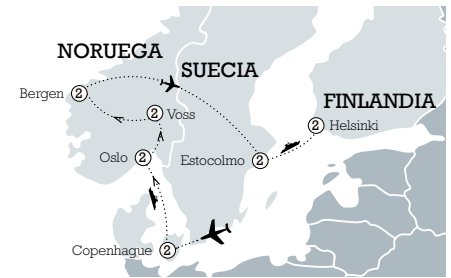 NORUEGA
SUECIA
Bergen 2
FINLANDIA
2 Voss
2 Helsinki
Oslo 2
Estocolmo 2
Copenhague 2